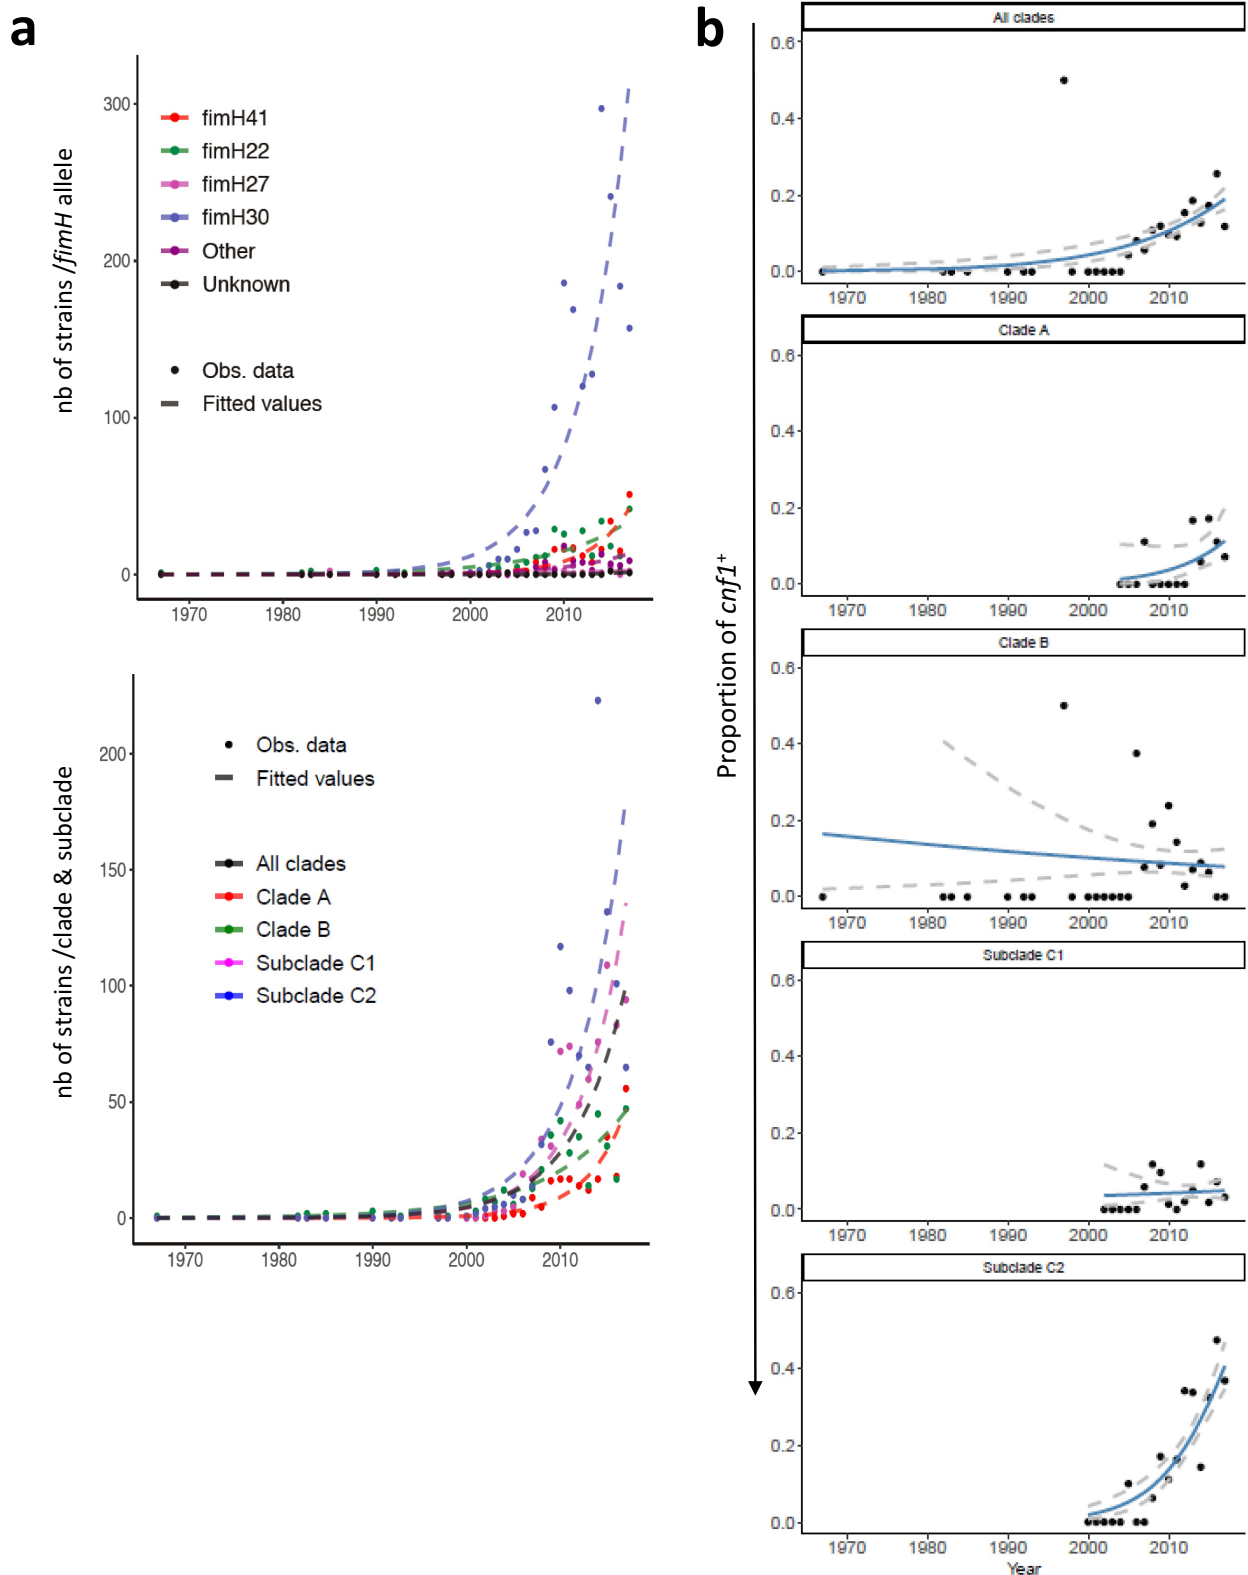 a
nb of strains /fimH allele
300
200
100
0
fimH41
fimH22
fimH27
fimH30
Other
Unknown
Obs. data
Fitted values
1970 1980 1990 2000 2010
nb of strains /clade & subclade
200
150
100
50
0
Obs. data
Fitted values
All clades
Clade A
Clade B
Subclade C1
Subclade C2
1970 1980 1990 2000 2010
b
Proportion of cnf1+
All clades
0.6
0.4
0.2
0.0
1970 1980 1990 2000 2010
Clade A
0.6
0.4
0.2
0.0
1970 1980 1990 2000 2010
Clade B
0.6
0.4
0.2
0.0
1970 1980 1990 2000 2010
Subclade C1
0.6
0.4
0.2
0.0
1970 1980 1990 2000 2010
Subclade C2
0.6
0.4
0.2
0.0
1970 1980 1990 2000 2010
Year